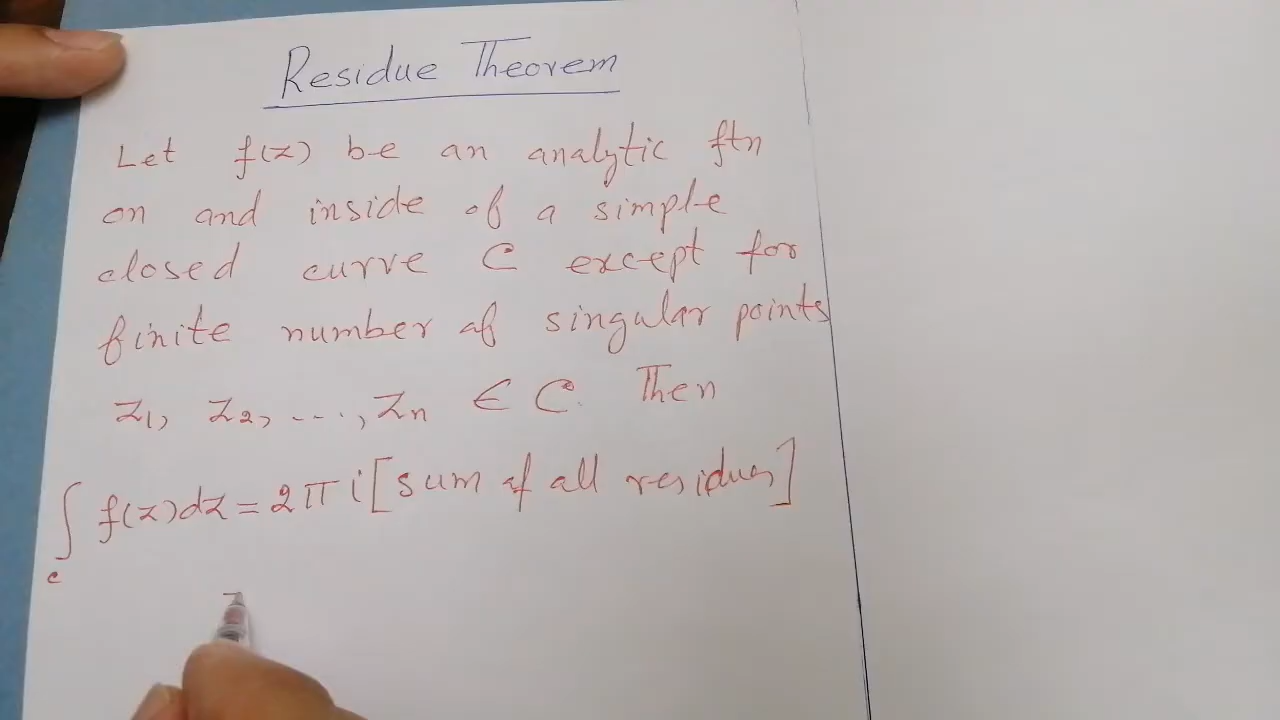 Residue Theorem
Let f(z) be an analytic ftn
on and inside of a simple
closed curve C except for
finite number of singular points
z₁, z₂, ..., zₙ ∈ C. Then
∫ f(z)dz = 2πi[sum of all residues]
c